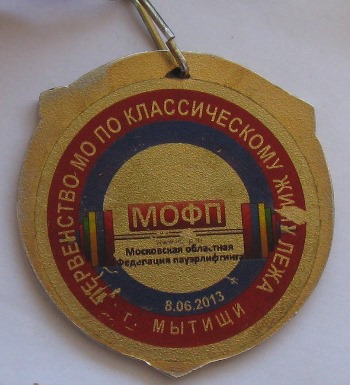 ПЕРВЕНСТВО МО ПО КЛАССИЧЕСКОМУ ЖИМУ ЛЕЖА
МОФП
Московская областная
Федерация пауэрлифтинга
8.06.2013
г. МЫТИЩИ